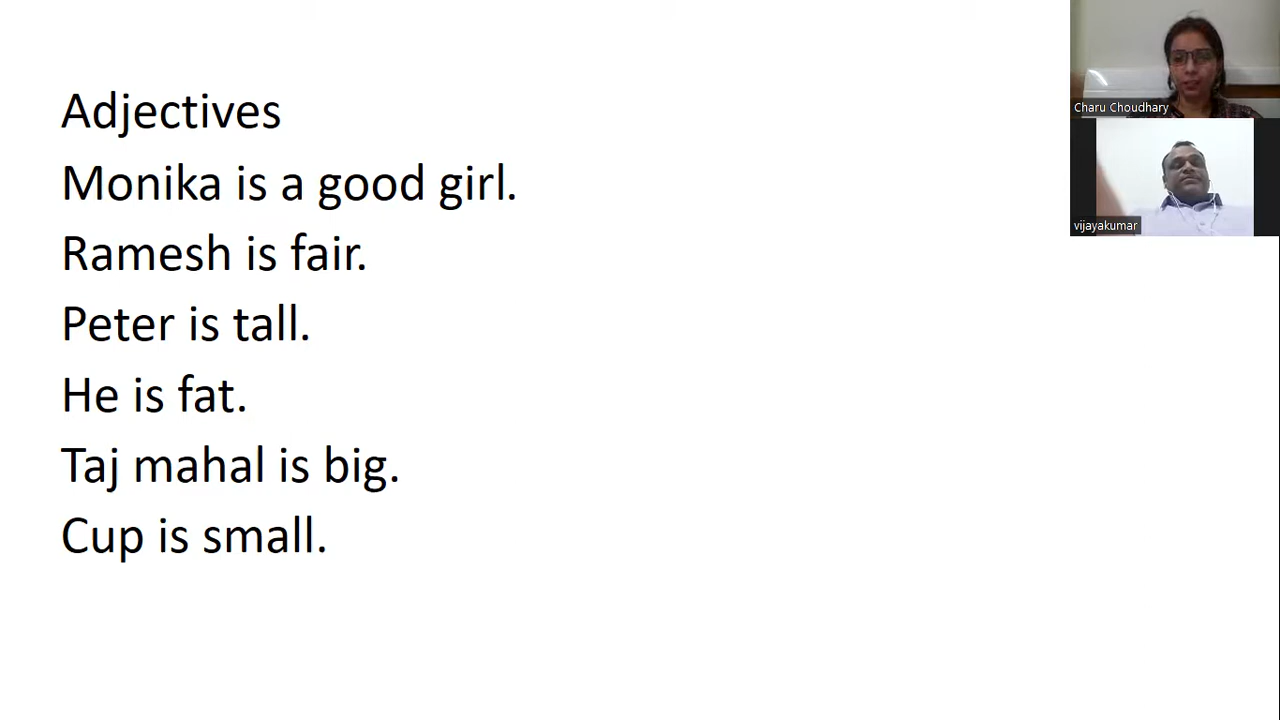 Adjectives
Monika is a good girl.
Ramesh is fair.
Peter is tall.
He is fat.
Taj mahal is big.
Cup is small.
Charu Choudhary
vijayakumar